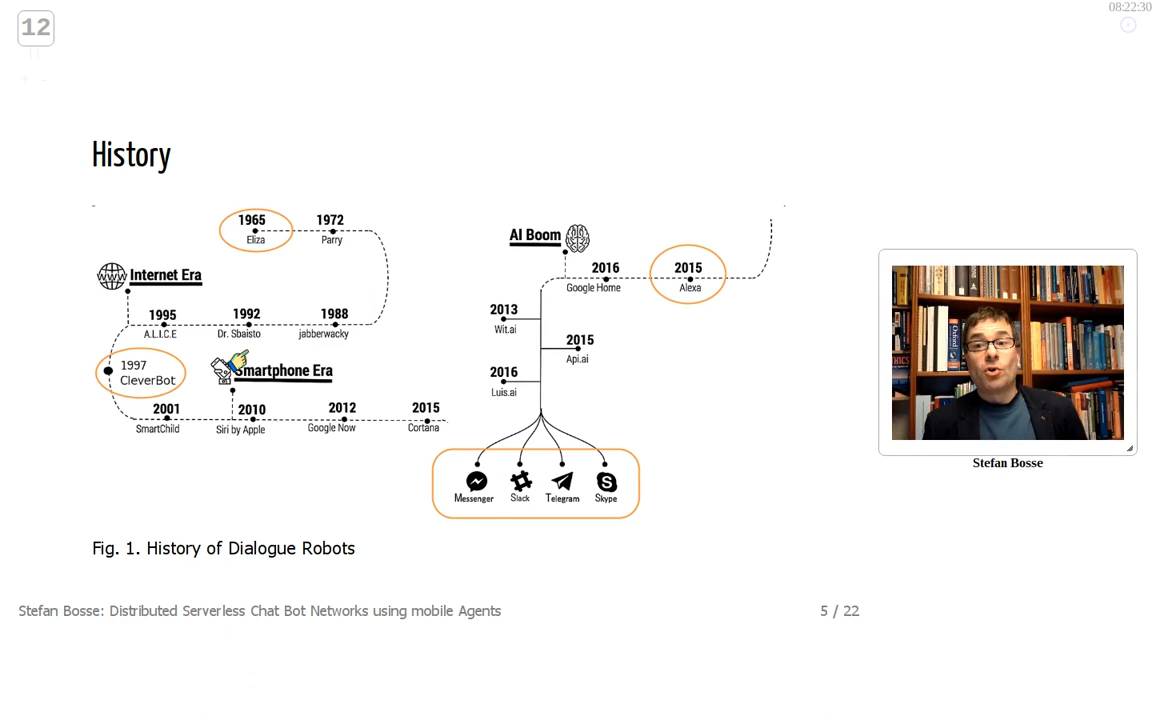 12
08:22:30
History
1965
Eliza
1972
Parry
WWW Internet Era
1995
A.L.I.C.E
1992
Dr. Sbaisto
1988
jabberwacky
1997
CleverBot
Smartphone Era
2001
SmartChild
2010
Siri by Apple
2012
Google Now
2015
Cortana
AI Boom
2016
Google Home
2015
Alexa
2013
Wit.ai
2015
Api.ai
2016
Luis.ai
Messenger
Slack
Telegram
Skype
Oxford
Stefan Bosse
Fig. 1. History of Dialogue Robots
Stefan Bosse: Distributed Serverless Chat Bot Networks using mobile Agents
5 / 22